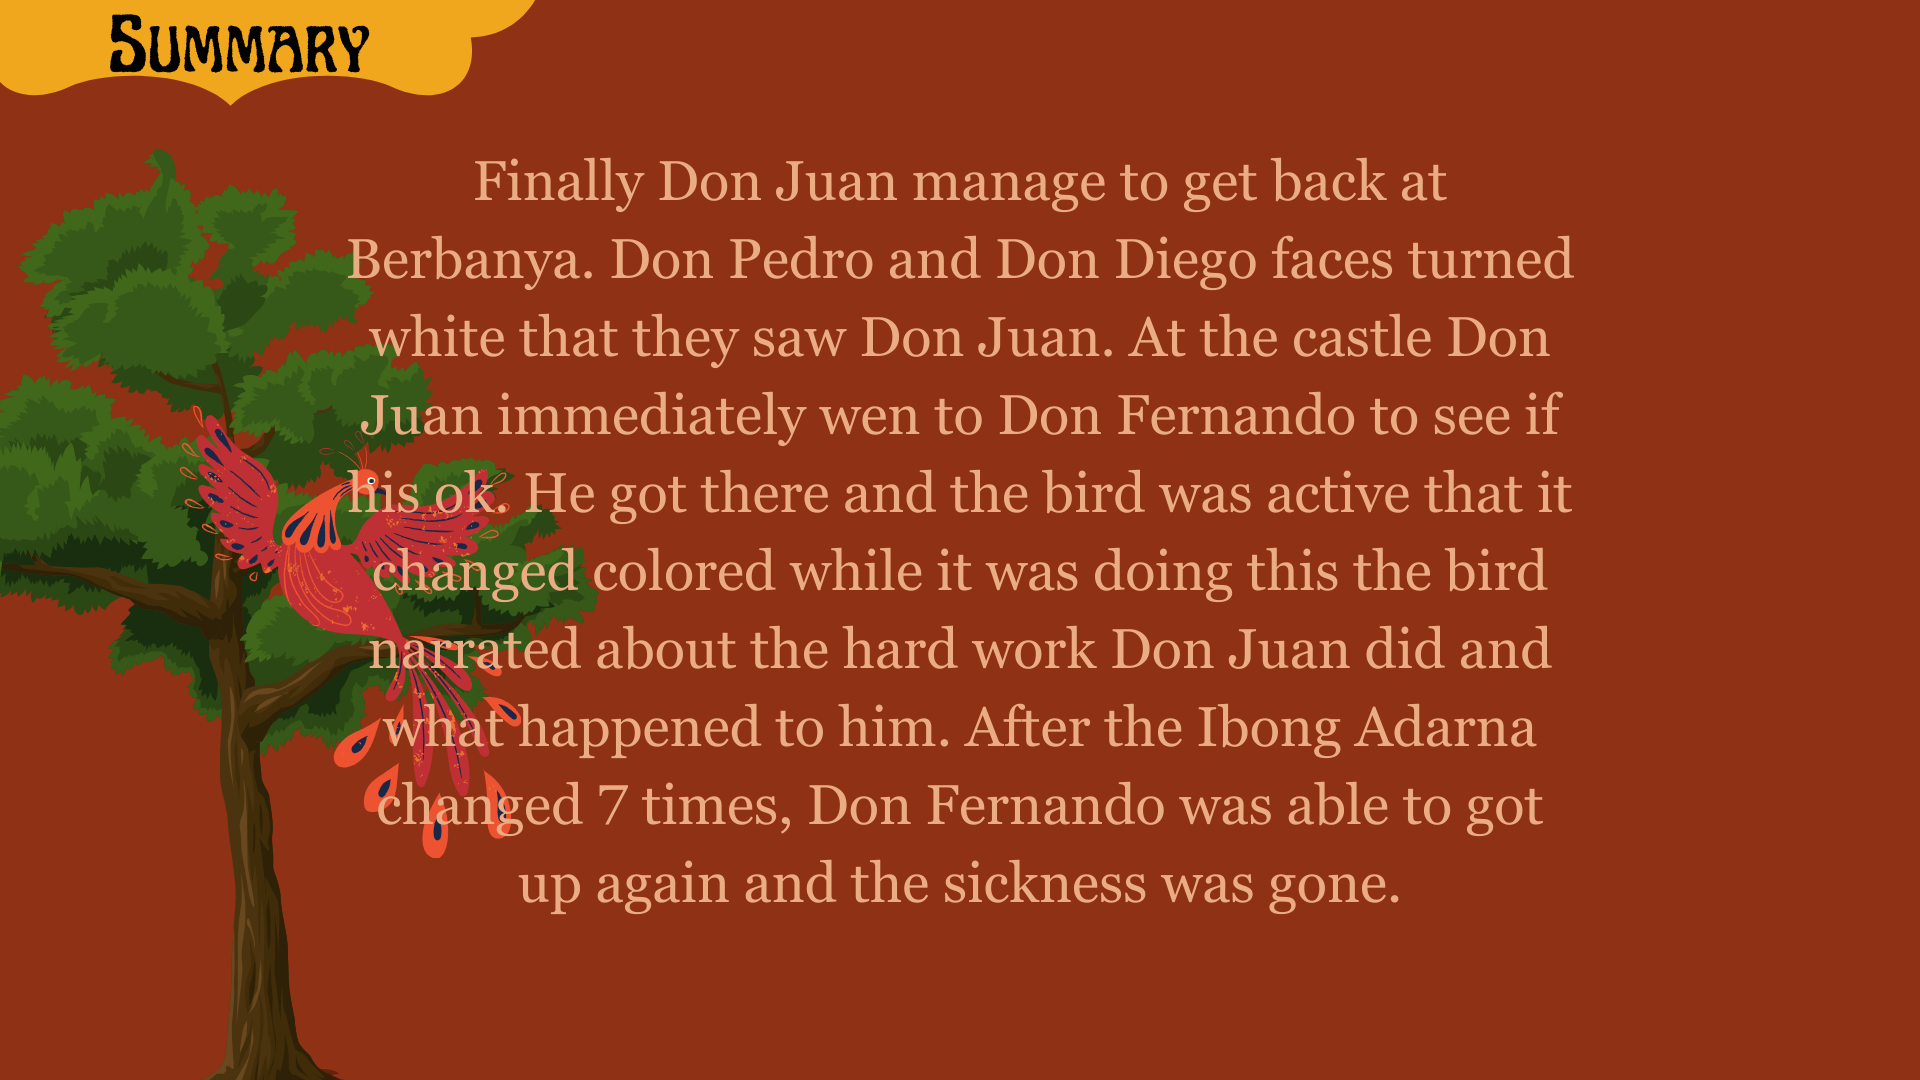 Summary
Finally Don Juan manage to get back at
Berbanya. Don Pedro and Don Diego faces turned
white that they saw Don Juan. At the castle Don
Juan immediately wen to Don Fernando to see if
his ok. He got there and the bird was active that it
changed colored while it was doing this the bird
narrated about the hard work Don Juan did and
what happened to him. After the Ibong Adarna
changed 7 times, Don Fernando was able to got
up again and the sickness was gone.